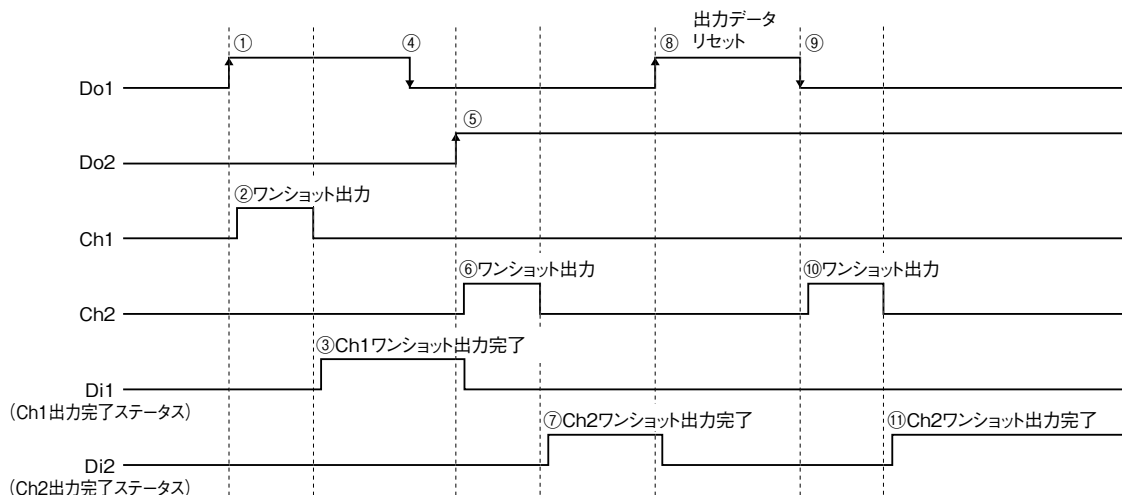 出力データ
リセット
① ④ ⑧ ⑨
Do1
⑤
Do2
②ワンショット出力
Ch1
⑥ワンショット出力 ⑩ワンショット出力
Ch2
③Ch1ワンショット出力完了
Di1
(Ch1出力完了ステータス)
⑦Ch2ワンショット出力完了 ⑪Ch2ワンショット出力完了
Di2
(Ch2出力完了ステータス)